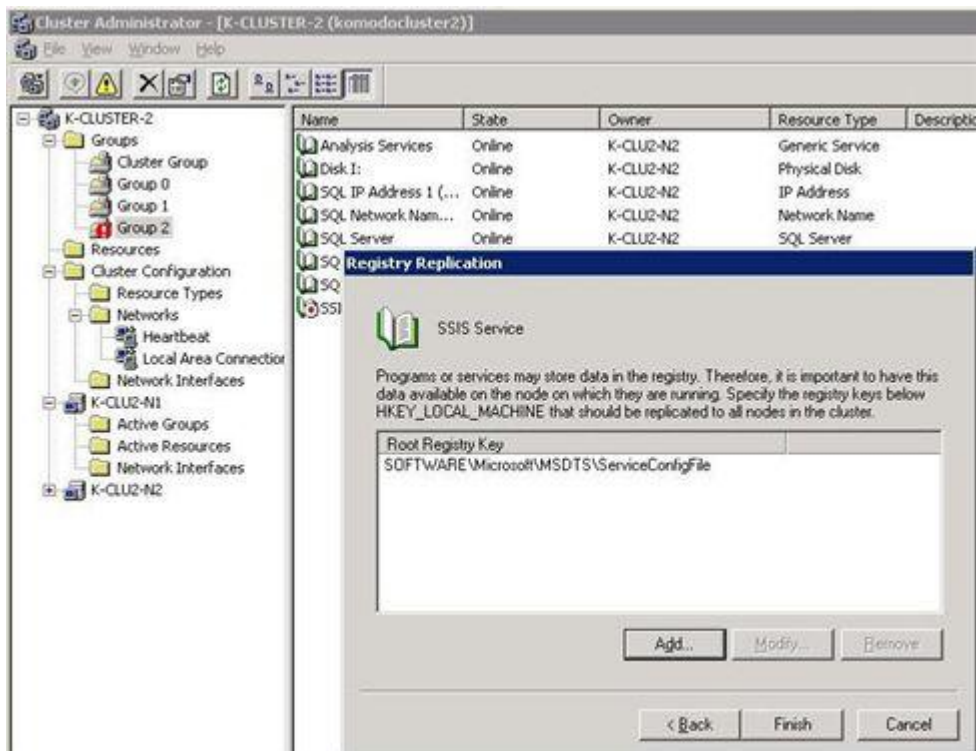 Cluster Administrator - [K-CLUSTER-2 (komodocluster2)]
File View Window Help
K-CLUSTER-2
Groups
Cluster Group
Group 0
Group 1
Group 2
Resources
Cluster Configuration
Resource Types
Networks
Heartbeat
Local Area Connection
Network Interfaces
K-CLU2-N1
Active Groups
Active Resources
Network Interfaces
K-CLU2-N2
Name State Owner Resource Type Descriptio
Analysis Services Online K-CLU2-N2 Generic Service
Disk I: Online K-CLU2-N2 Physical Disk
SQL IP Address 1 (... Online K-CLU2-N2 IP Address
SQL Network Nam... Online K-CLU2-N2 Network Name
SQL Server Online K-CLU2-N2 SQL Server
SQ
SQ
SSI
Registry Replication
SSIS Service
Programs or services may store data in the registry. Therefore, it is important to have this
data available on the node on which they are running. Specify the registry keys below
HKEY_LOCAL_MACHINE that should be replicated to all nodes in the cluster.
Root Registry Key
SOFTWARE\Microsoft\MSDTS\ServiceConfigFile
Add... Modify... Remove
< Back Finish Cancel